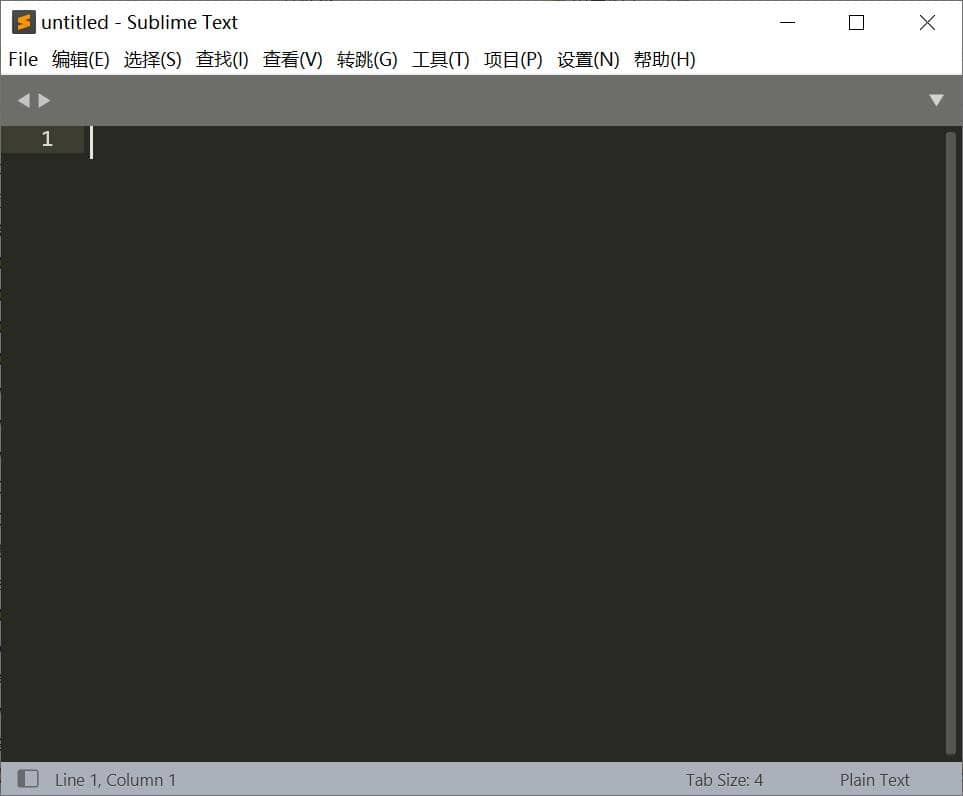 untitled - Sublime Text
File 编辑(E) 选择(S) 查找(I) 查看(V) 转跳(G) 工具(T) 项目(P) 设置(N) 帮助(H)
1
Line 1, Column 1 Tab Size: 4 Plain Text